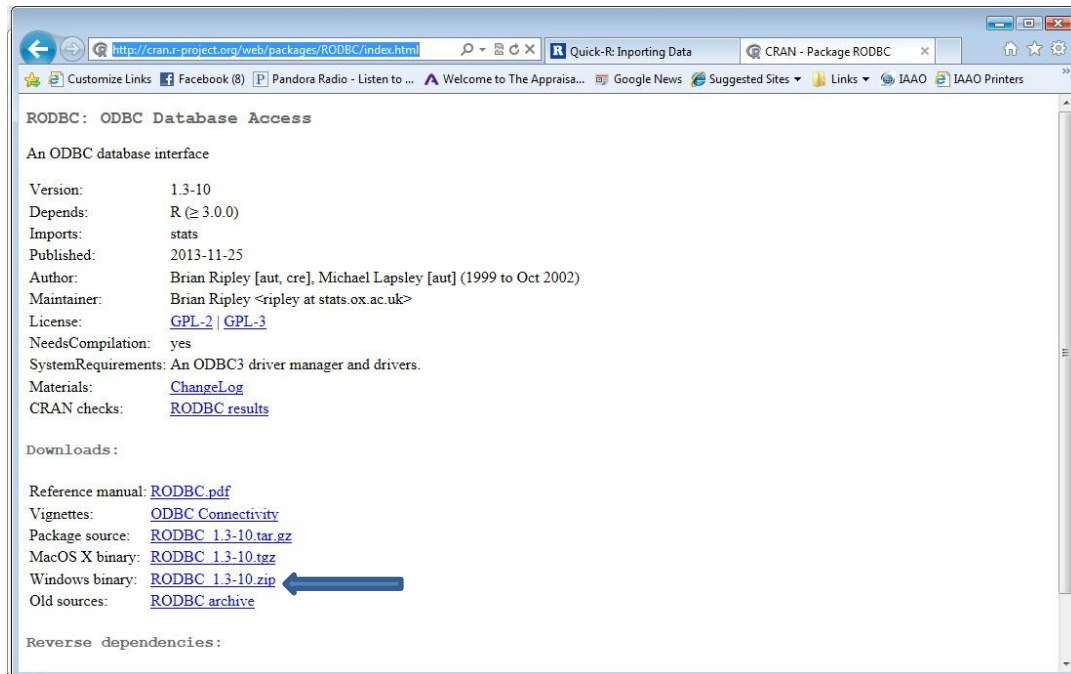 http://cran.r-project.org/web/packages/RODBC/index.html
Quick-R: Inporting Data
CRAN - Package RODBC
Customize Links Facebook (8) Pandora Radio - Listen to ... Welcome to The Appraisa... Google News Suggested Sites Links IAAO IAAO Printers
RODBC: ODBC Database Access
An ODBC database interface
Version: 1.3-10
Depends: R (≥ 3.0.0)
Imports: stats
Published: 2013-11-25
Author: Brian Ripley [aut, cre], Michael Lapsley [aut] (1999 to Oct 2002)
Maintainer: Brian Ripley <ripley at stats.ox.ac.uk>
License: GPL-2 | GPL-3
NeedsCompilation: yes
SystemRequirements: An ODBC3 driver manager and drivers.
Materials: ChangeLog
CRAN checks: RODBC results
Downloads:
Reference manual: RODBC.pdf
Vignettes: ODBC Connectivity
Package source: RODBC_1.3-10.tar.gz
MacOS X binary: RODBC_1.3-10.tgz
Windows binary: RODBC_1.3-10.zip
Old sources: RODBC archive
Reverse dependencies: